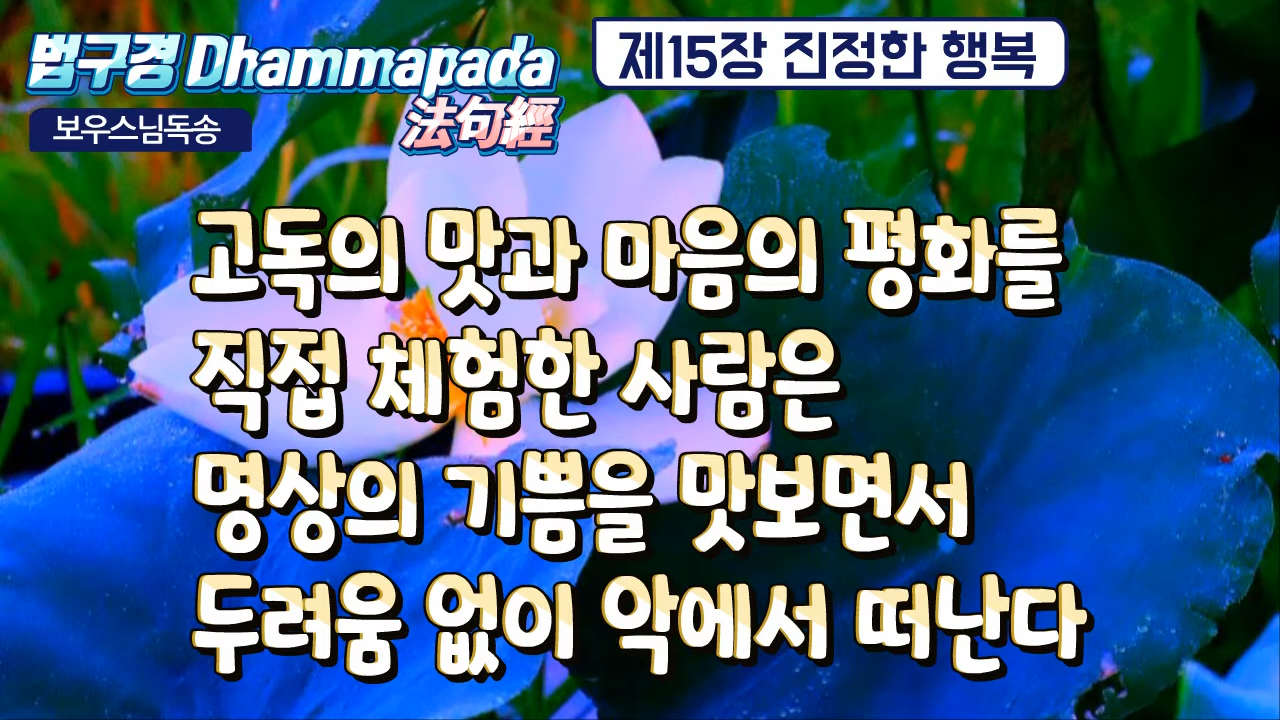 법구경 Dhammapada
法句經
보우스님독송
제15장 진정한 행복
고독의 맛과 마음의 평화를
직접 체험한 사람은
명상의 기쁨을 맛보면서
두려움 없이 악에서 떠난다